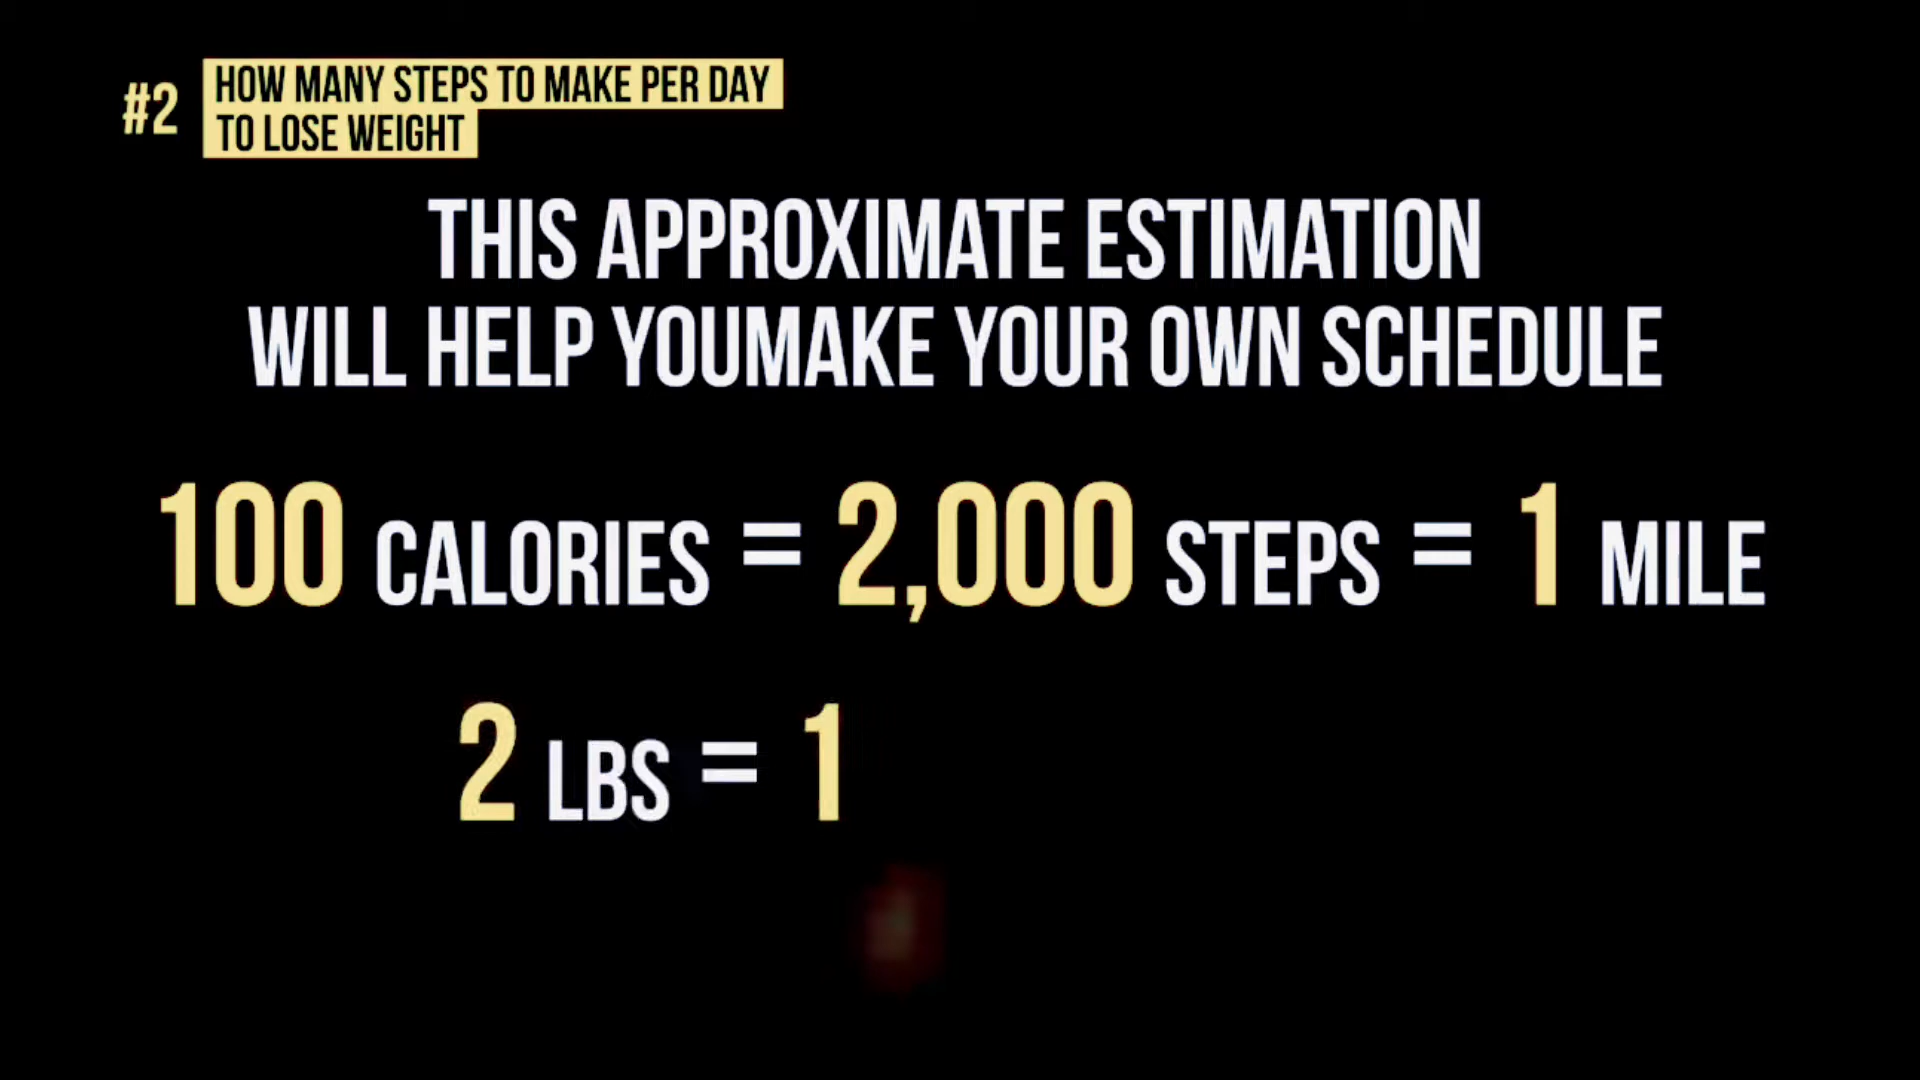 #2
HOW MANY STEPS TO MAKE PER DAY
TO LOSE WEIGHT
THIS APPROXIMATE ESTIMATION
WILL HELP YOUMAKE YOUR OWN SCHEDULE
100 CALORIES = 2,000 STEPS = 1 MILE
2 LBS = 1